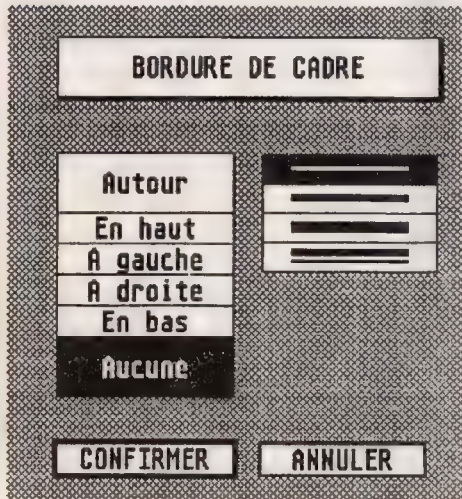 BORDURE DE CADRE
Autour
En haut
A gauche
A droite
En bas
Aucune
CONFIRMER
ANNULER